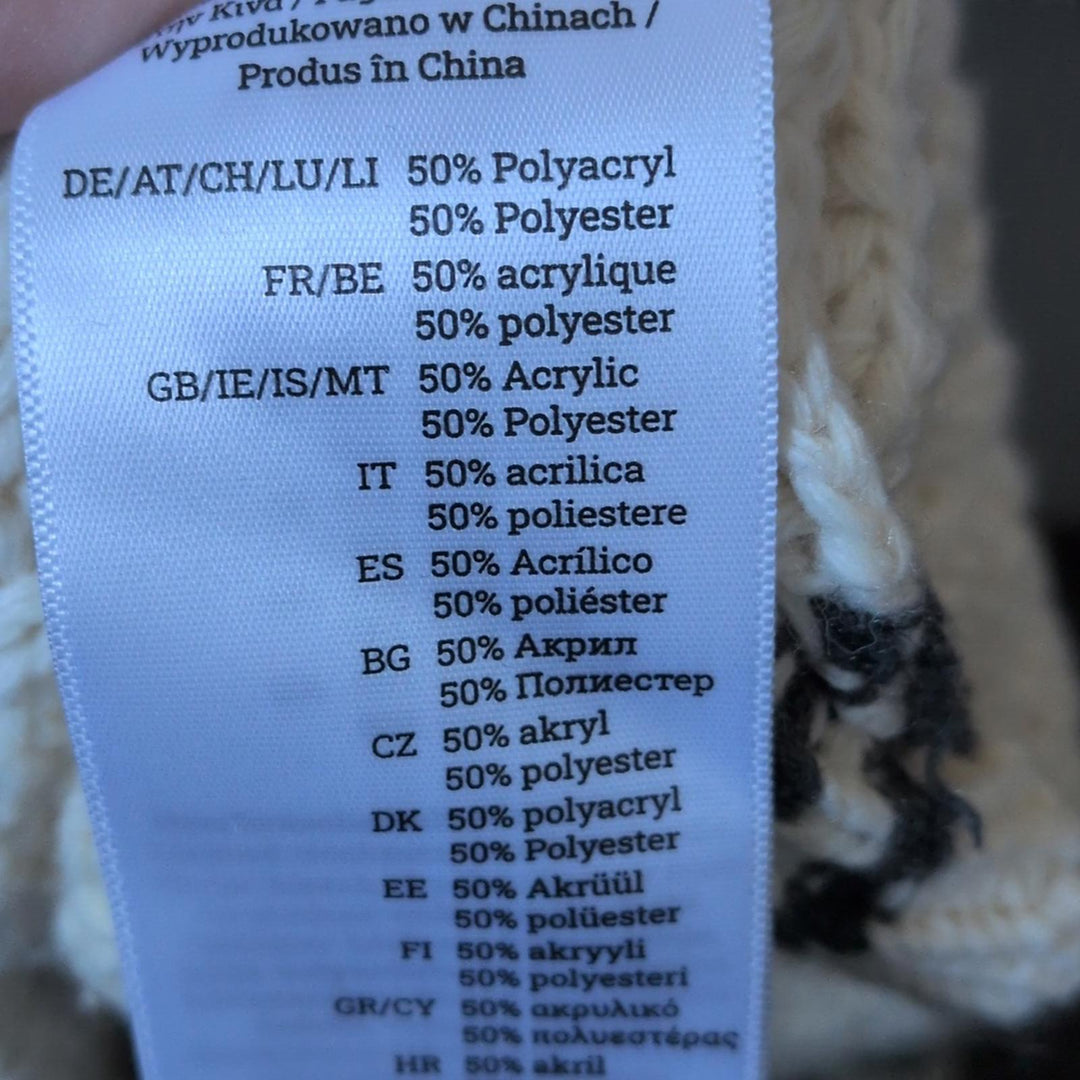 Wyprodukowano w Chinach /
Produs în China
DE/AT/CH/LU/LI 50% Polyacryl
50% Polyester
FR/BE 50% acrylique
50% polyester
GB/IE/IS/MT 50% Acrylic
50% Polyester
IT 50% acrilica
50% poliestere
ES 50% Acrílico
50% poliéster
BG 50% Акрил
50% Полиестер
CZ 50% akryl
50% polyester
DK 50% polyacryl
50% Polyester
EE 50% Akrüül
50% polüester
FI 50% akryyli
50% polyesteri
GR/CY 50% ακρυλικό
50% πολυεστέρας
HR 50% akril